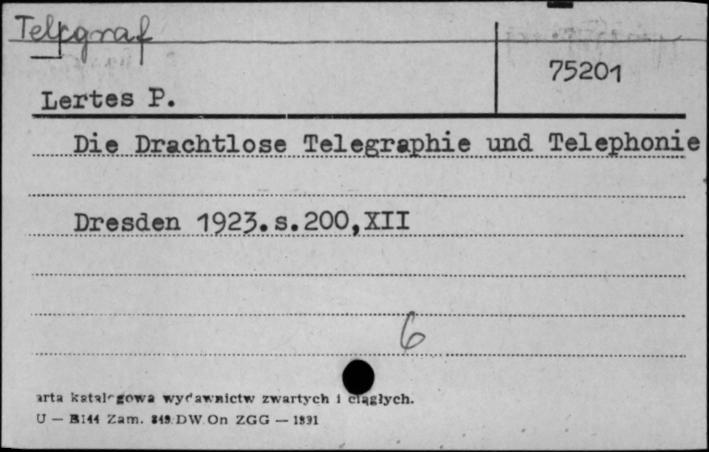 Telegraf
75201
Lertes P.
Die Drachtlose Telegraphie und Telephonie
Dresden 1923.s.200,XII
6
arta katalogowa wydawnictw zwartych i ciągłych.
U — B144 Zam. 849 DW On ZGG — 1891